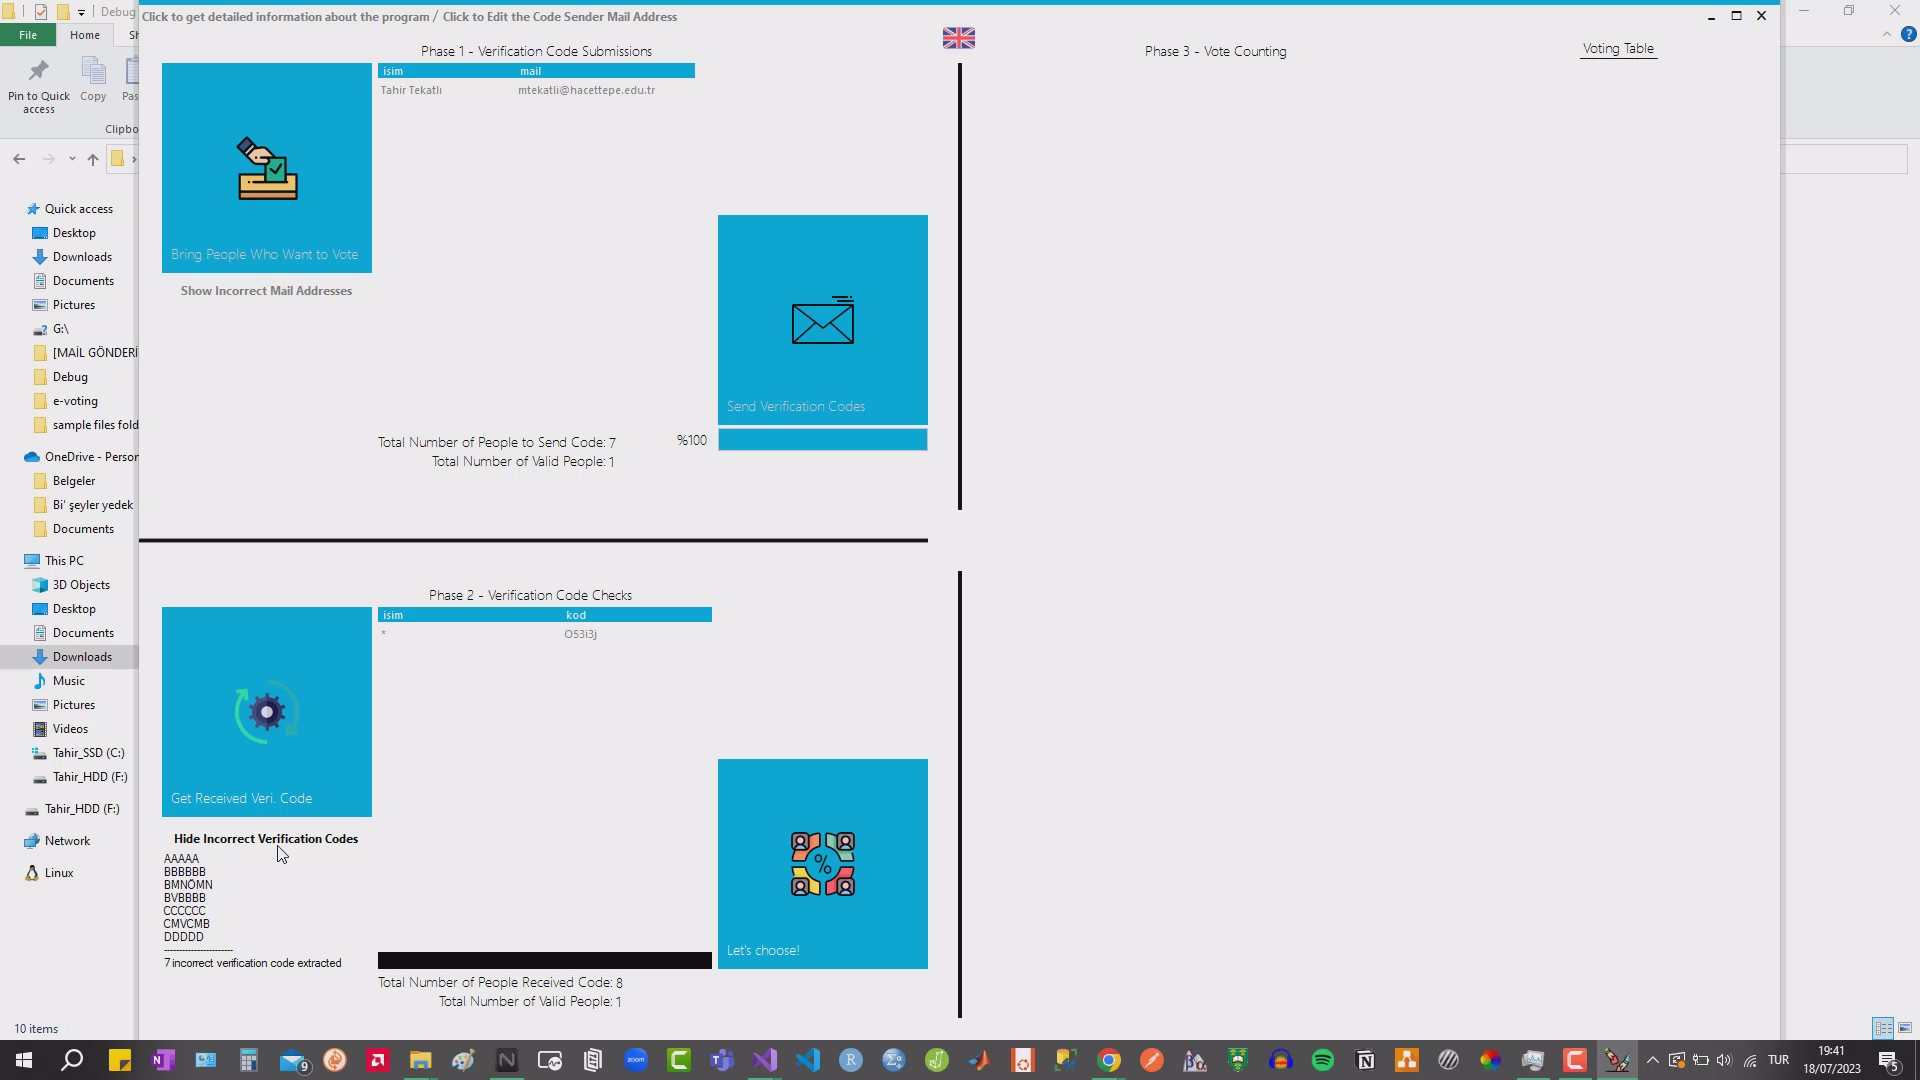 Debug
Click to get detailed information about the program / Click to Edit the Code Sender Mail Address
File
Home
Sh
Pin to Quick access
Copy
Pas
Clipbo
Quick access
Desktop
Downloads
Documents
Pictures
G:\
[MAİL GÖNDERİ
Debug
e-voting
sample files fold
OneDrive - Person
Belgeler
Bi' şeyler yedek
Documents
This PC
3D Objects
Desktop
Documents
Downloads
Music
Pictures
Videos
Tahir_SSD (C:)
Tahir_HDD (F:)
Tahir_HDD (F:)
Network
Linux
10 items
Phase 1 - Verification Code Submissions
isim mail
Tahir Tekatlı mtekatli@hacettepe.edu.tr
Bring People Who Want to Vote
Show Incorrect Mail Addresses
Send Verification Codes
Total Number of People to Send Code: 7
%100
Total Number of Valid People: 1
Phase 2 - Verification Code Checks
isim kod
* O53i3j
Get Received Veri. Code
Hide Incorrect Verification Codes
AAAAA
BBBBBB
BMNÖMN
BVBBBB
CCCCCC
CMVCMB
DDDDD
-----------------------
7 incorrect verification code extracted
Let's choose!
Total Number of People Received Code: 8
Total Number of Valid People: 1
Phase 3 - Vote Counting
Voting Table
9
TUR
19:41
18/07/2023
5